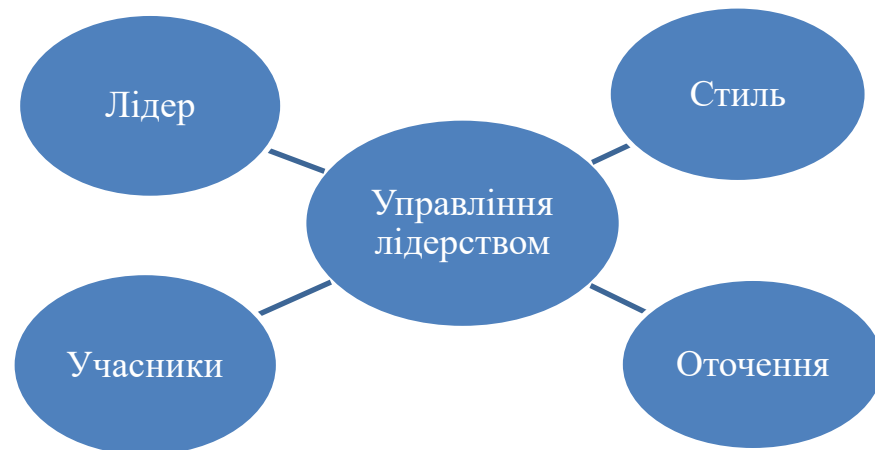 Лідер
Стиль
Управління
лідерством
Учасники
Оточення